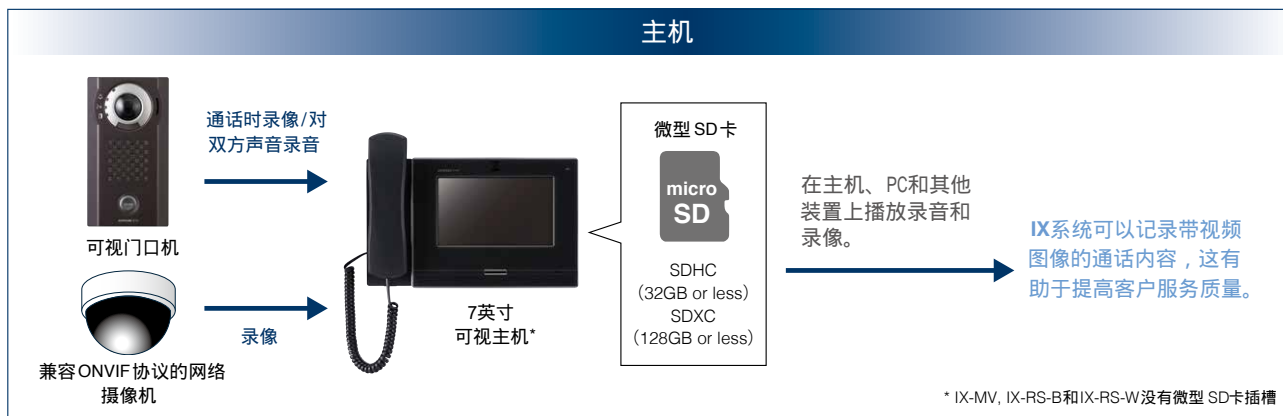 主机
通话时录像/对
双方声音录音
可视门口机
录像
兼容ONVIF协议的网络
摄像机
7英寸
可视主机*
微型SD卡
micro
SD
SDHC
(32GB or less)
SDXC
(128GB or less)
在主机、PC和其他
装置上播放录音和
录像。
IX系统可以记录带视频
图像的通话内容，这有
助于提高客户服务质量。
* IX-MV, IX-RS-B和IX-RS-W没有微型SD卡插槽